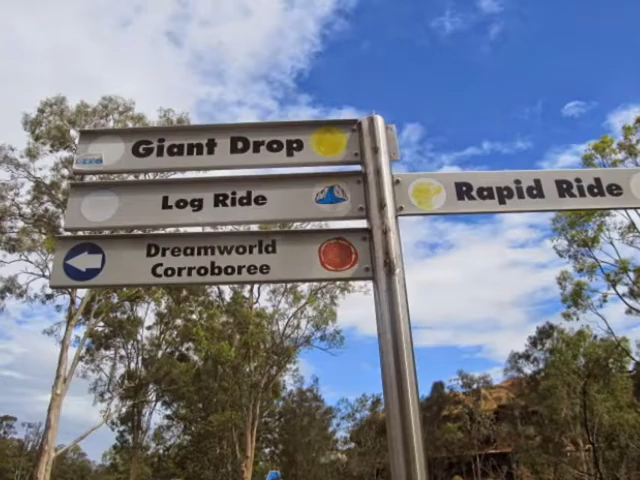 Giant Drop
Log Ride
Dreamworld
Corroboree
Rapid Ride